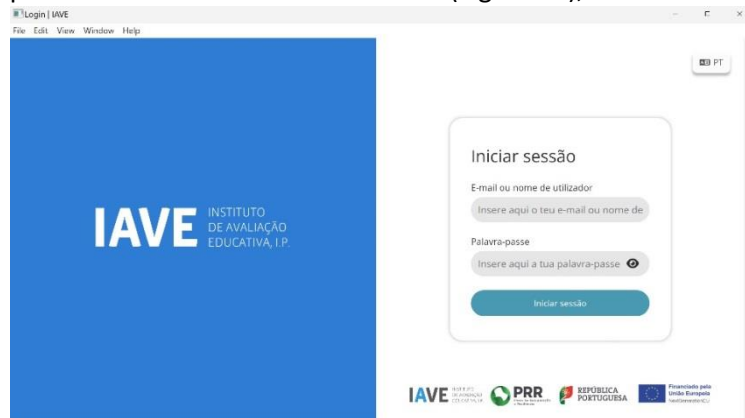 Login | IAVE
File Edit View Window Help
PT
Iniciar sessão
E-mail ou nome de utilizador
Insere aqui o teu e-mail ou nome de
Palavra-passe
Insere aqui a tua palavra-passe
Iniciar sessão
IAVE
INSTITUTO
DE AVALIAÇÃO
EDUCATIVA, I.P.
IAVE
PRR
REPÚBLICA
PORTUGUESA
Financiado pela
União Europeia
NextGenerationEU